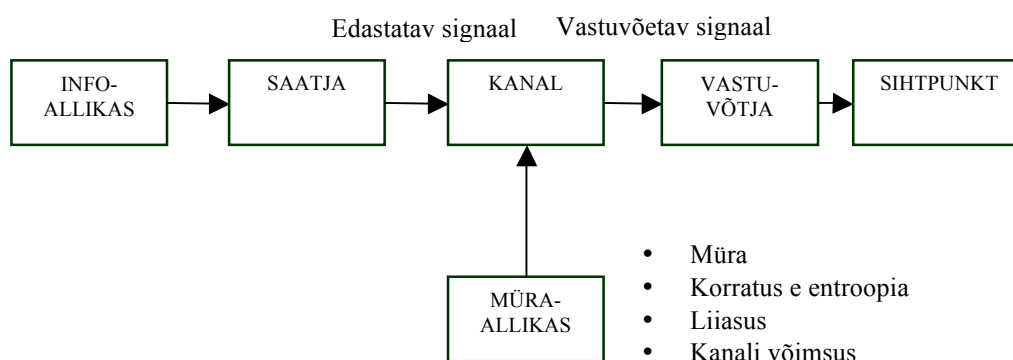 Edastatav signaal
Vastuvõetav signaal
INFO-
ALLIKAS
SAATJA
KANAL
VASTU-
VÕTJA
SIHTPUNKT
MÜRA-
ALLIKAS
• Müra
• Korratus e entroopia
• Liiasus
• Kanali võimsus